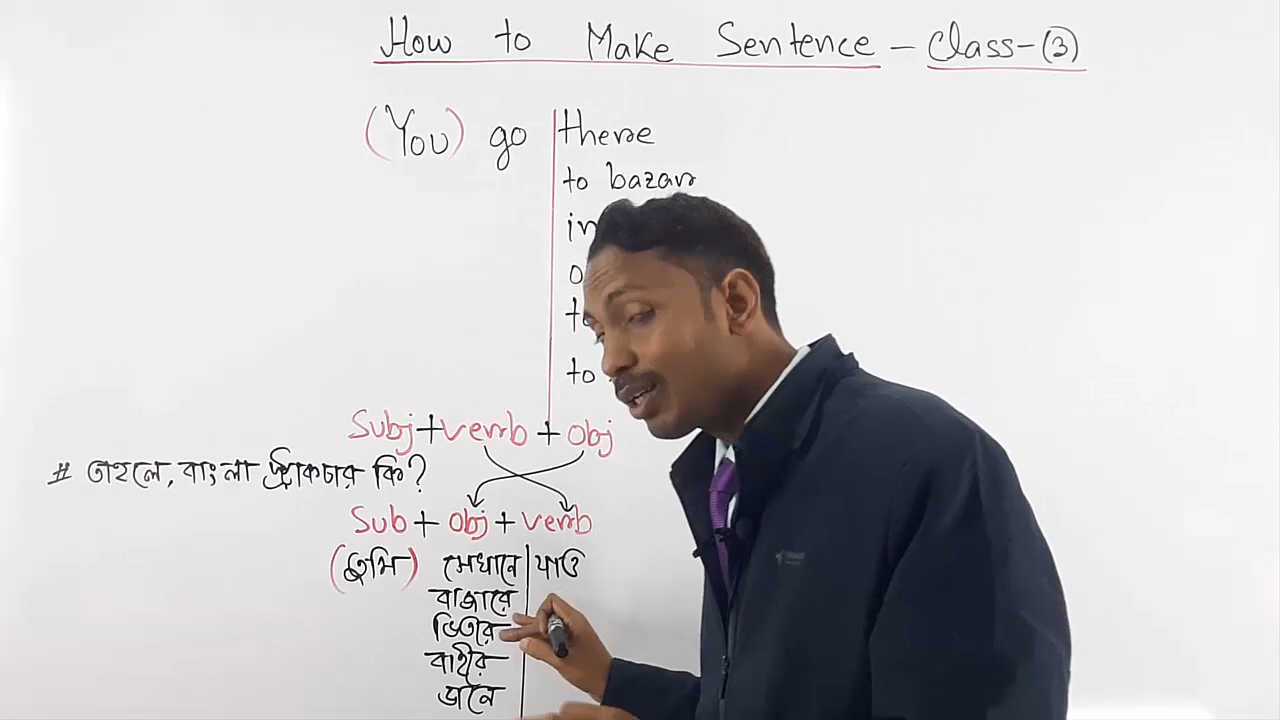 How to Make Sentence - Class-(3)
(You) go there
to bazar
to
Subj + verb + obj
# তাহলে, বাংলা স্ট্রাকচার কি?
Sub + obj + verb
(তুমি) সেখানে যাও
বাজারে
ভিতরে
বাহীর
ডানে